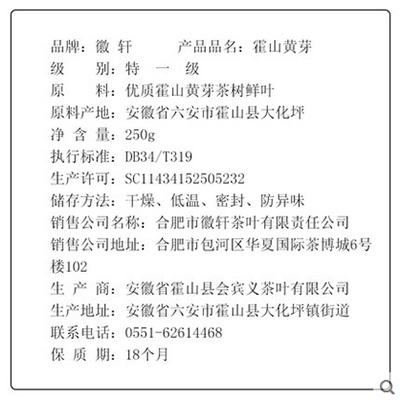 品牌：徽 轩 产品品名：霍山黄芽
级 别：特 一 级
原 料：优质霍山黄芽茶树鲜叶
原料产地：安徽省六安市霍山县大化坪
净 含 量：250g
执行标准：DB34/T319
生产许可：SC11434152505232
储存方法：干燥、低温、密封、防异味
销售公司名称：合肥市徽轩茶叶有限责任公司
销售公司地址：合肥市包河区华夏国际茶博城6号
楼102
生 产 商：安徽省霍山县会宾义茶叶有限公司
生产地址：安徽省六安市霍山县大化坪镇街道
联系电话：0551-62614468
保 质 期：18个月